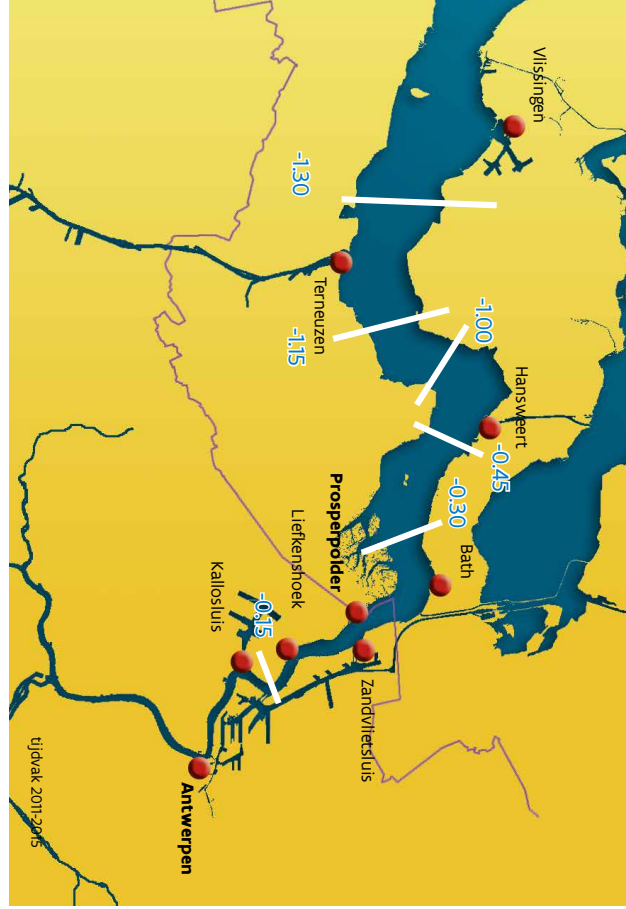 Vlissingen
-1.30
Terneuzen
-1.15
-1.00
Hansweert
-0.45
-0.30
Bath
Prosperpolder
Liefkenshoek
Kallosluis
-0.15
Zandvlietsluis
Antwerpen
tijdvak 2011-2015